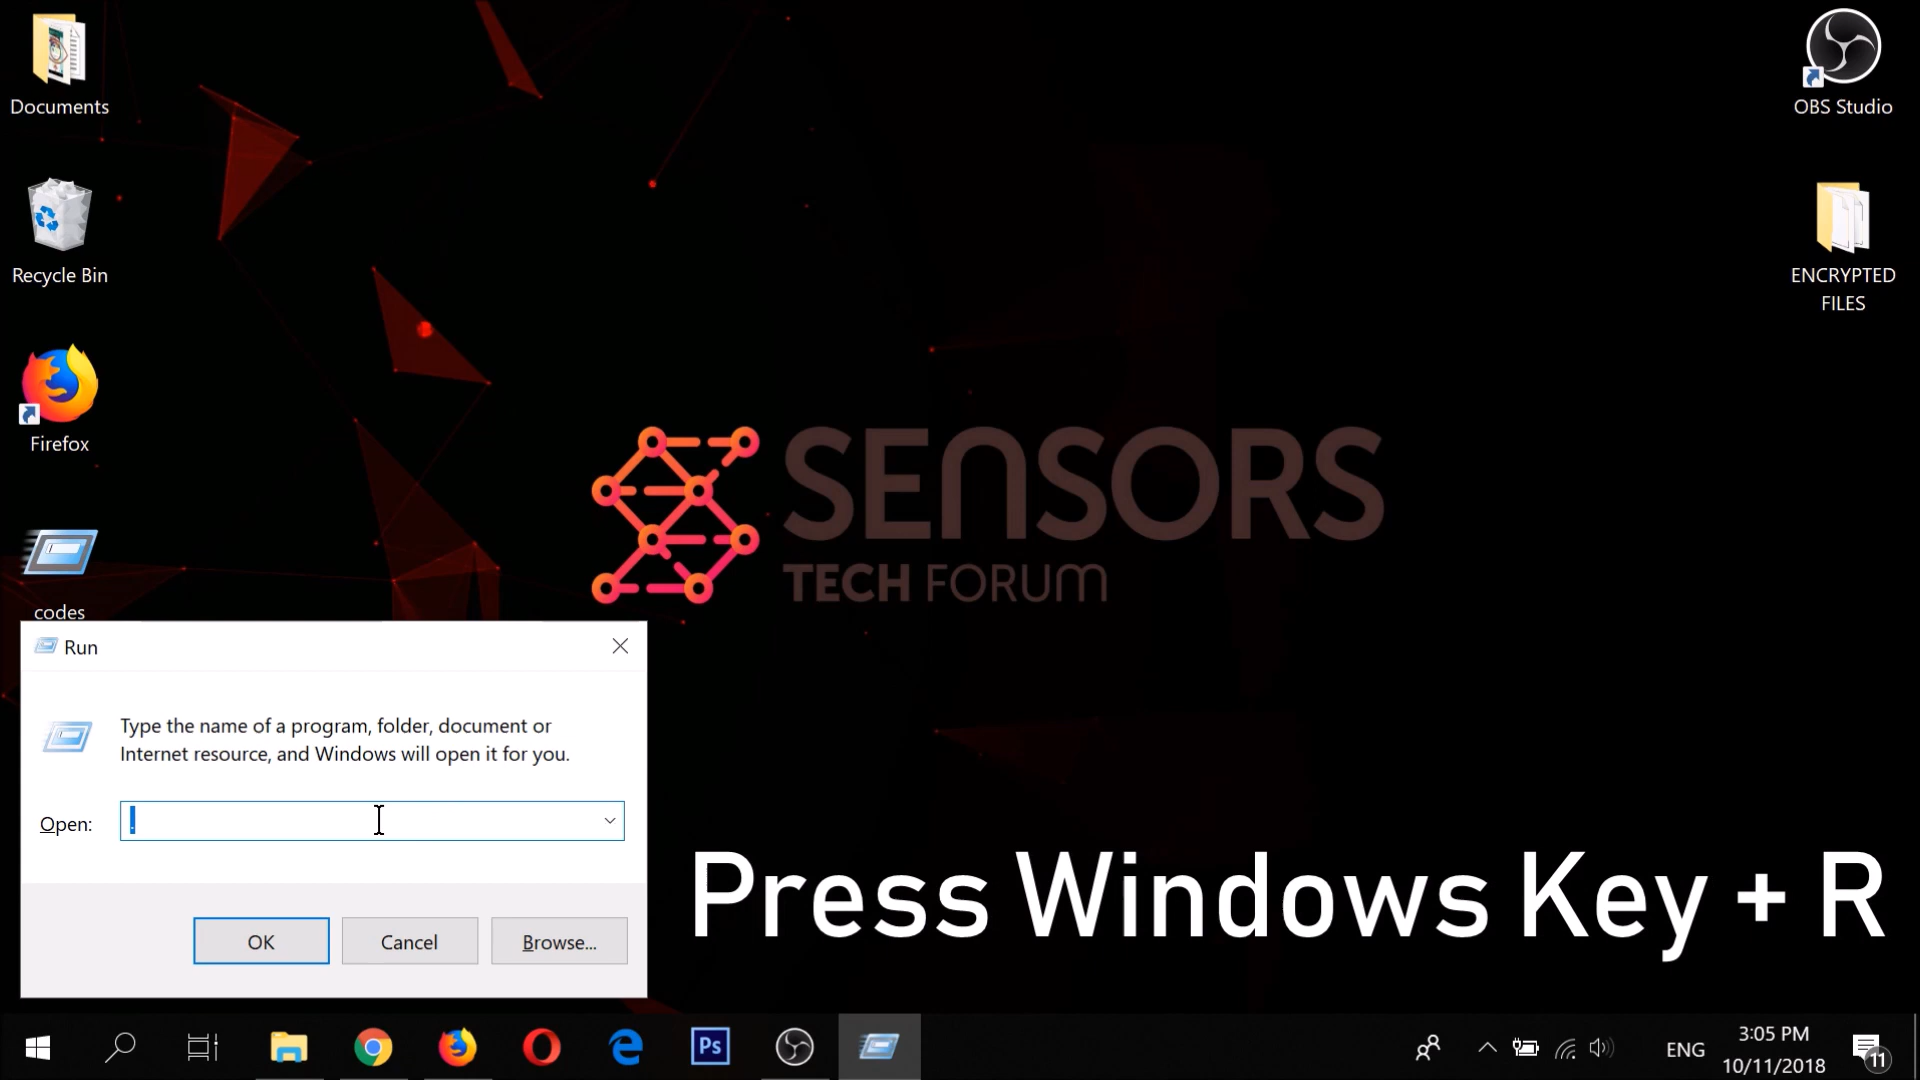 Documents
OBS Studio
Recycle Bin
ENCRYPTED
FILES
Firefox
SENSORS
TECH FORUM
codes
Run
Type the name of a program, folder, document or
Internet resource, and Windows will open it for you.
Open:
.
OK
Cancel
Browse...
Press Windows Key + R
Ps
ENG
3:05 PM
10/11/2018
11